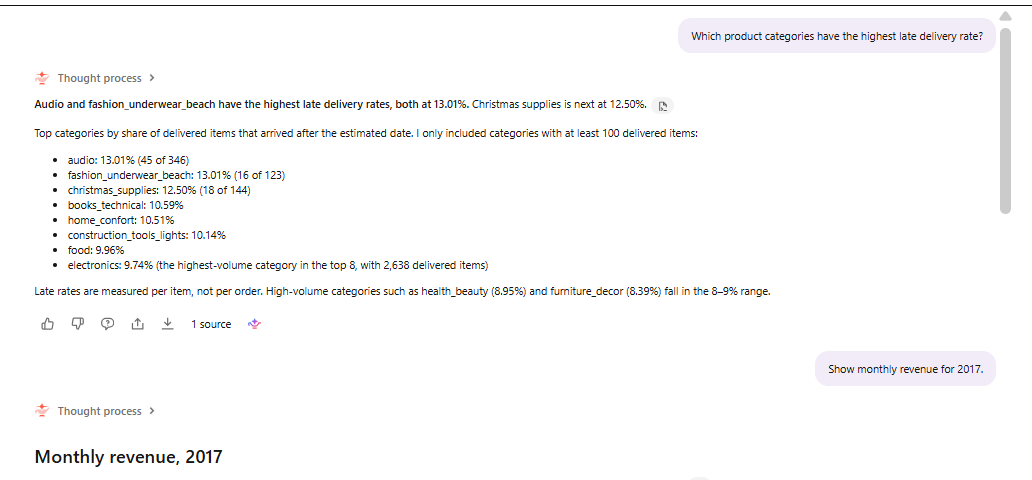 Which product categories have the highest late delivery rate?
Thought process
Audio and fashion_underwear_beach have the highest late delivery rates, both at 13.01%. Christmas supplies is next at 12.50%.
Top categories by share of delivered items that arrived after the estimated date. I only included categories with at least 100 delivered items:
• audio: 13.01% (45 of 346)
• fashion_underwear_beach: 13.01% (16 of 123)
• christmas_supplies: 12.50% (18 of 144)
• books_technical: 10.59%
• home_confort: 10.51%
• construction_tools_lights: 10.14%
• food: 9.96%
• electronics: 9.74% (the highest-volume category in the top 8, with 2,638 delivered items)
Late rates are measured per item, not per order. High-volume categories such as health_beauty (8.95%) and furniture_decor (8.39%) fall in the 8–9% range.
1 source
Show monthly revenue for 2017.
Thought process
Monthly revenue, 2017